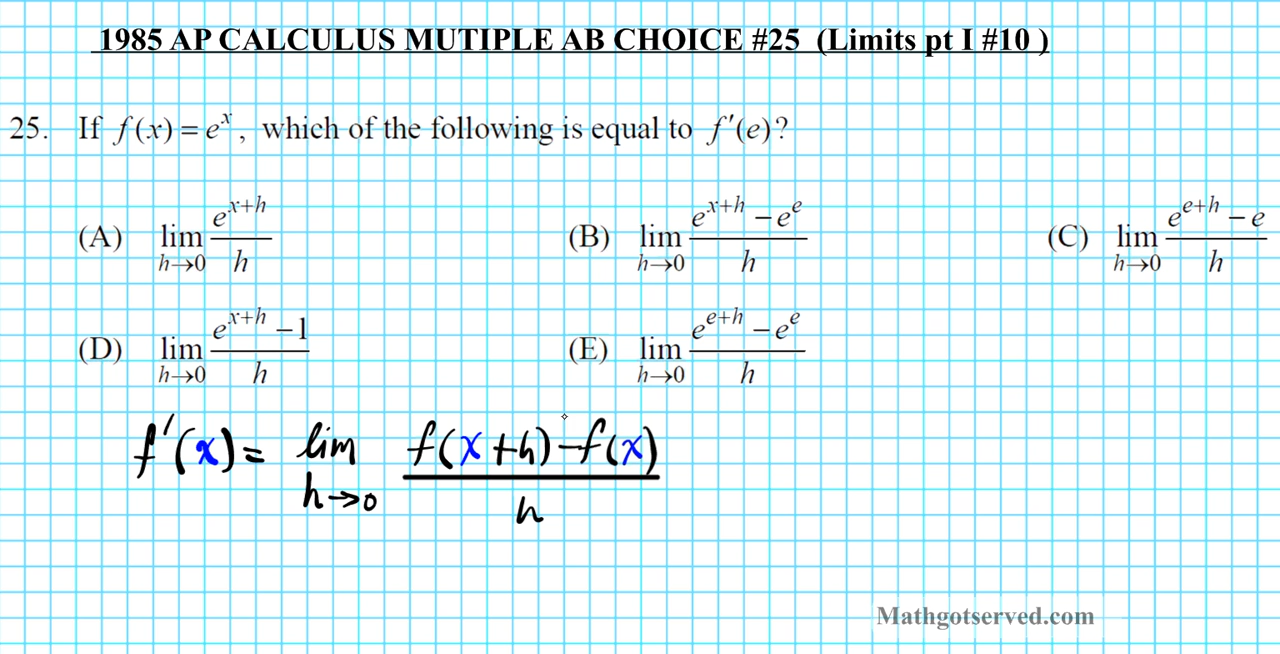 1985 AP CALCULUS MUTIPLE AB CHOICE #25 (Limits pt I #10 )
25. If f(x) = e^x, which of the following is equal to f′(e)?
(A) lim_{h→0} e^{x+h}/h (B) lim_{h→0} (e^{x+h} − e^e)/h (C) lim_{h→0} (e^{e+h} − e)/h
(D) lim_{h→0} (e^{x+h} − 1)/h (E) lim_{h→0} (e^{e+h} − e^e)/h
f′(x) = lim_{h→0} (f(x+h) − f(x))/h
Mathgotserved.com